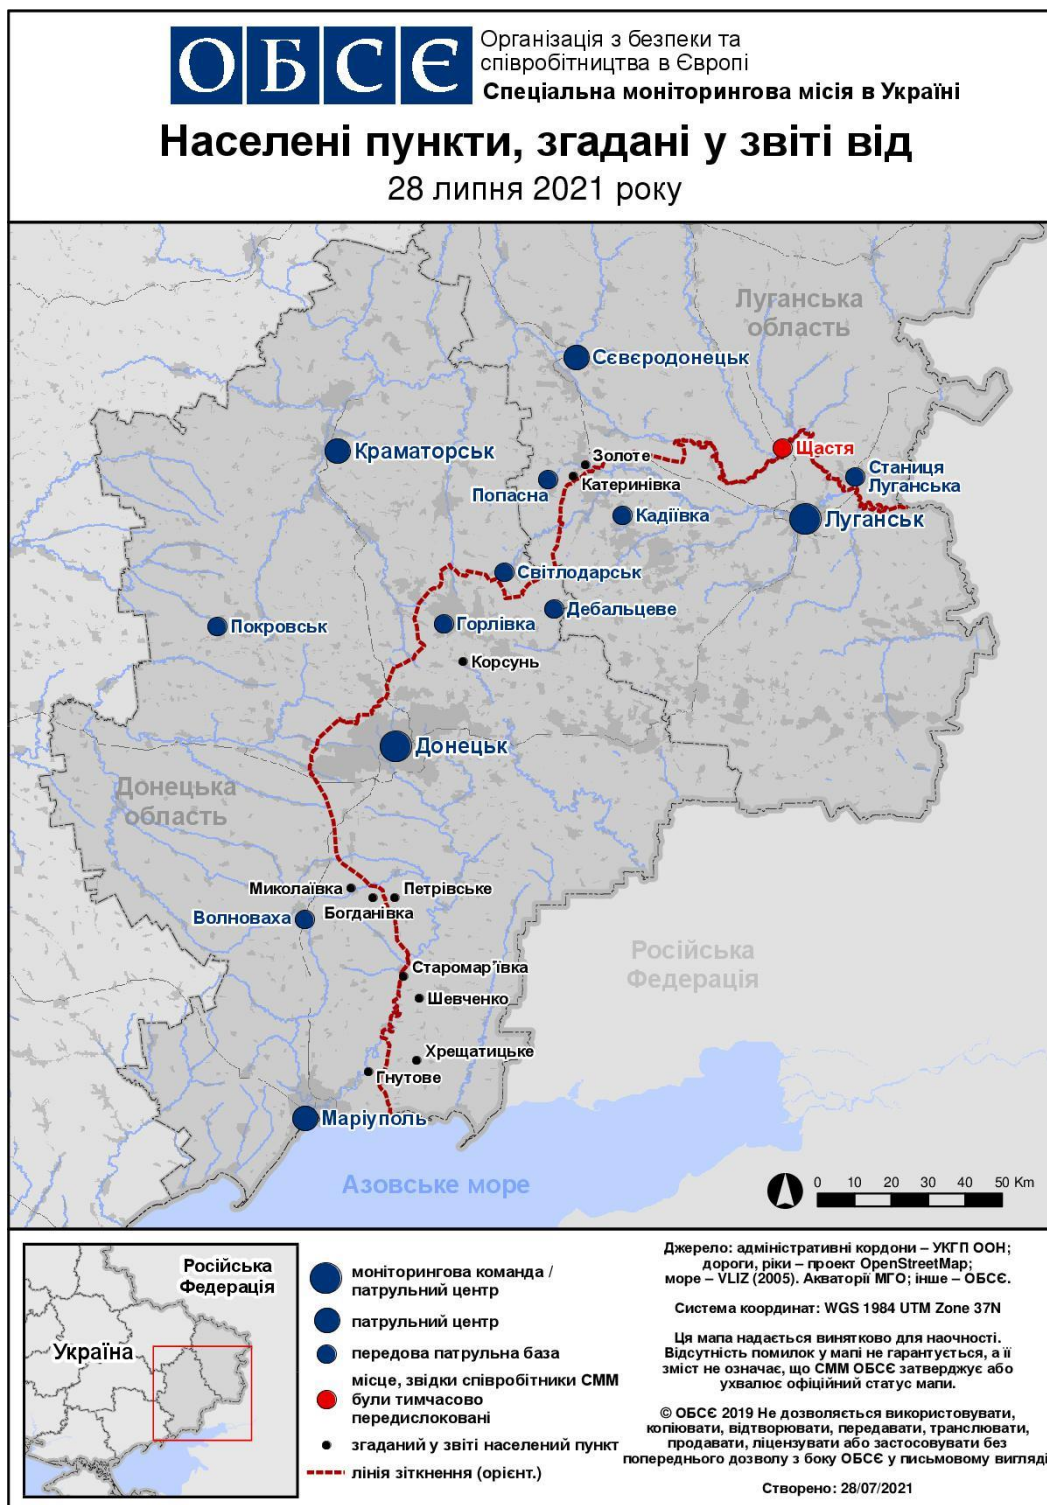 ОБСЄ
Організація з безпеки та
співробітництва в Європі
Спеціальна моніторингова місія в Україні
Населені пункти, згадані у звіті від
28 липня 2021 року
Луганська
область
Сєвєродонецьк
Краматорськ
Золоте
Щастя
Катеринівка
Попасна
Станиця
Луганська
Кадіївка
Луганськ
Світлодарськ
Дебальцеве
Покровськ
Горлівка
Корсунь
Донецьк
Донецька
область
Миколаївка
Петрівське
Богданівка
Волноваха
Російська
Федерація
Старомар'ївка
Шевченко
Хрещатицьке
Гнутове
Маріуполь
Азовське море
0 10 20 30 40 50 Км
Російська
Федерація
Україна
моніторингова команда /
патрульний центр
патрульний центр
передова патрульна база
місце, звідки співробітники СММ
були тимчасово
передислоковані
згаданий у звіті населений пункт
лінія зіткнення (орієнт.)
Джерело: адміністративні кордони – УКГП ООН;
дороги, ріки – проект OpenStreetMap;
море – VLIZ (2005). Акваторії МГО; інше – ОБСЄ.
Система координат: WGS 1984 UTM Zone 37N
Ця мапа надається винятково для наочності.
Відсутність помилок у мапі не гарантується, а її
зміст не означає, що СММ ОБСЄ затверджує або
ухвалює офіційний статус мапи.
© ОБСЄ 2019 Не дозволяється використовувати,
копіювати, відтворювати, передавати, транслювати,
продавати, ліцензувати або застосовувати без
попереднього дозволу з боку ОБСЄ у письмовому вигляді
Створено: 28/07/2021